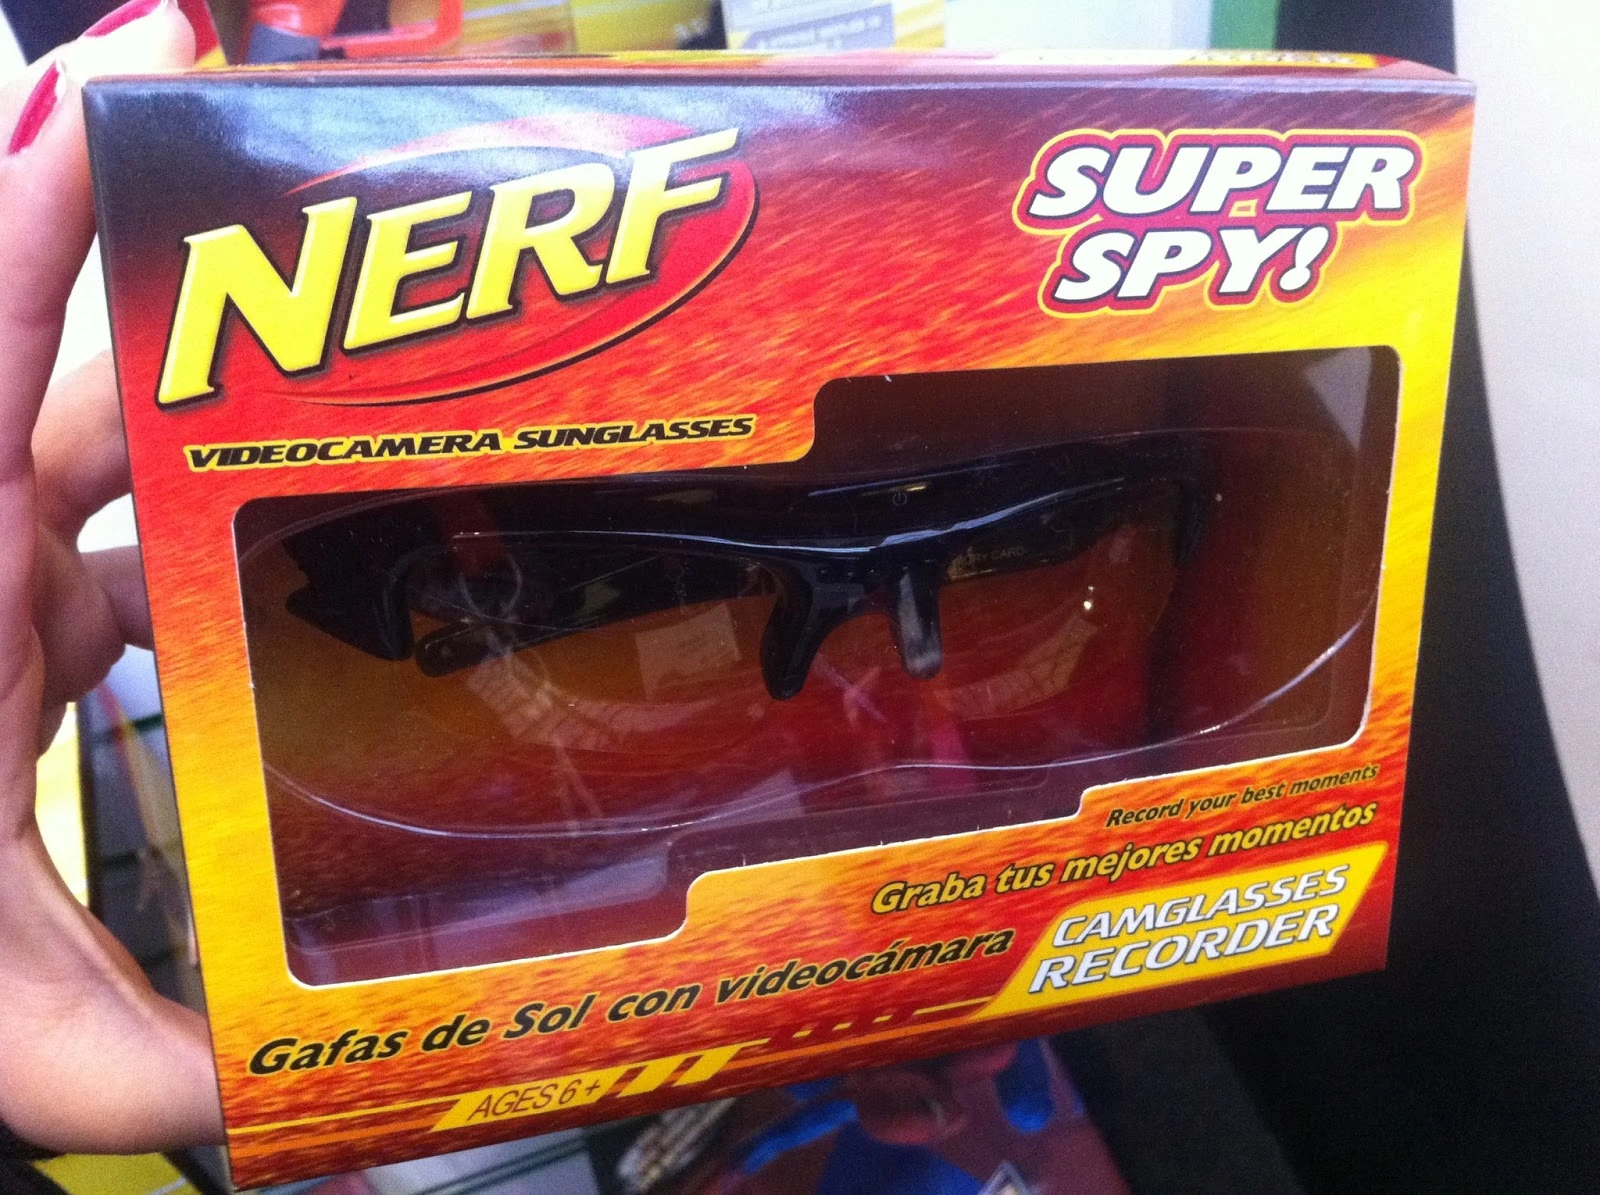 NERF
SUPER
SPY!
VIDEOCAMERA SUNGLASSES
CARD
Record your best moments
Graba tus mejores momentos
CAMGLASSES
RECORDER
Gafas de Sol con videocámara
AGES 6+